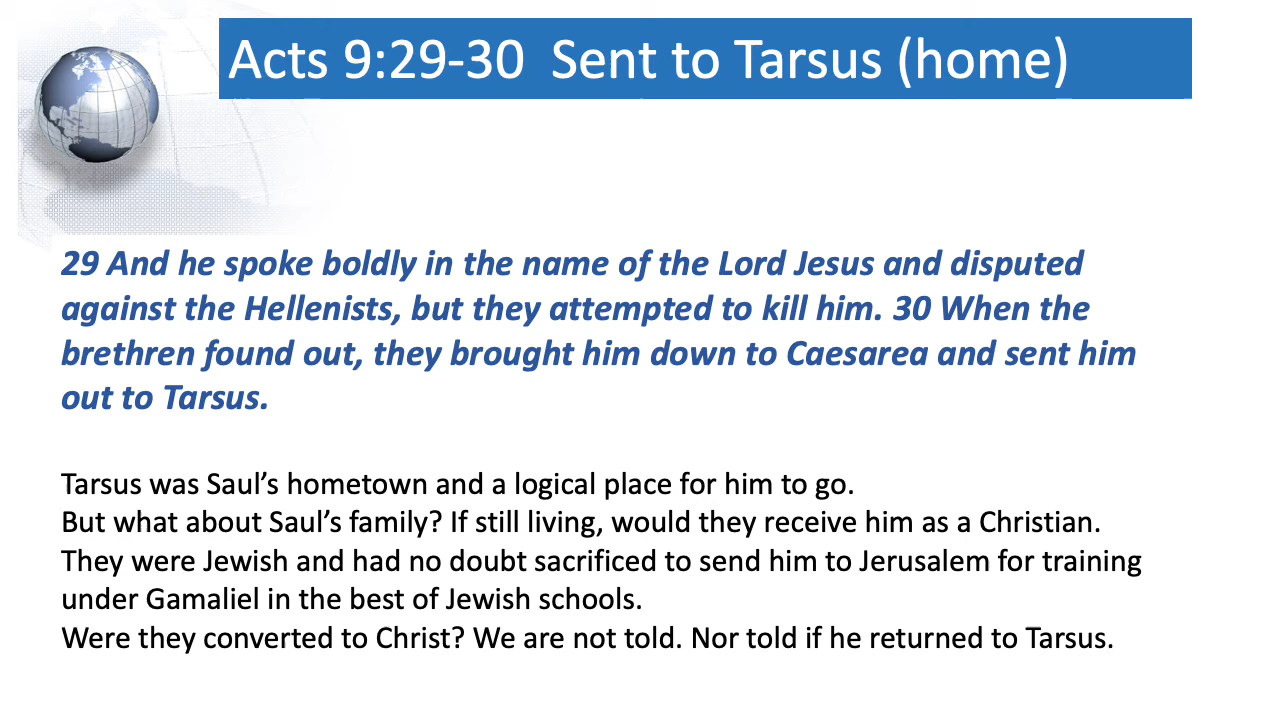 Acts 9:29-30  Sent to Tarsus (home)
29 And he spoke boldly in the name of the Lord Jesus and disputed
against the Hellenists, but they attempted to kill him. 30 When the
brethren found out, they brought him down to Caesarea and sent him
out to Tarsus.
Tarsus was Saul’s hometown and a logical place for him to go.
But what about Saul’s family? If still living, would they receive him as a Christian.
They were Jewish and had no doubt sacrificed to send him to Jerusalem for training
under Gamaliel in the best of Jewish schools.
Were they converted to Christ? We are not told. Nor told if he returned to Tarsus.